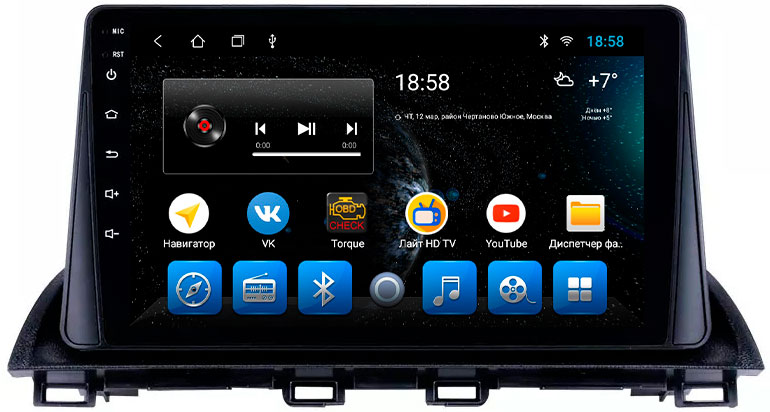 MIC
RST
18:58
18:58
+7°
ЧТ, 12 мар, район Чертаново Южное, Москва
Днём +8°
Ночью +5°
0:00
0:00
OBD
CHECK
Навигатор
VK
Torque
Лайт HD TV
YouTube
Диспетчер фа..